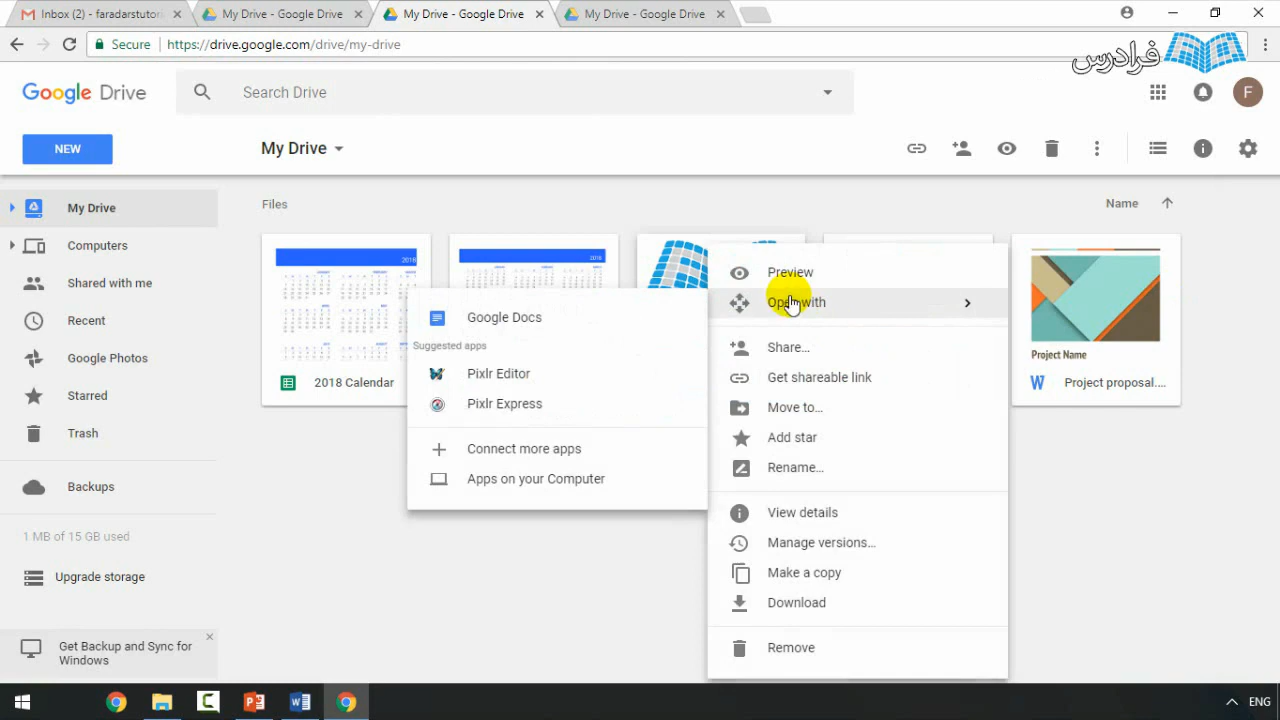 Inbox (2) - faradarstutor
My Drive - Google Drive
My Drive - Google Drive
My Drive - Google Drive
Secure
https://drive.google.com/drive/my-drive
فرادرس
Google Drive
Search Drive
F
NEW
My Drive
My Drive
Computers
Shared with me
Recent
Google Photos
Starred
Trash
Backups
1 MB of 15 GB used
Upgrade storage
Get Backup and Sync for
Windows
Files
Name
2018
2018 Calendar
Project Name
Project proposal....
Preview
Open with
Share...
Get shareable link
Move to...
Add star
Rename...
View details
Manage versions...
Make a copy
Download
Remove
Google Docs
Suggested apps
Pixlr Editor
Pixlr Express
Connect more apps
Apps on your Computer
ENG